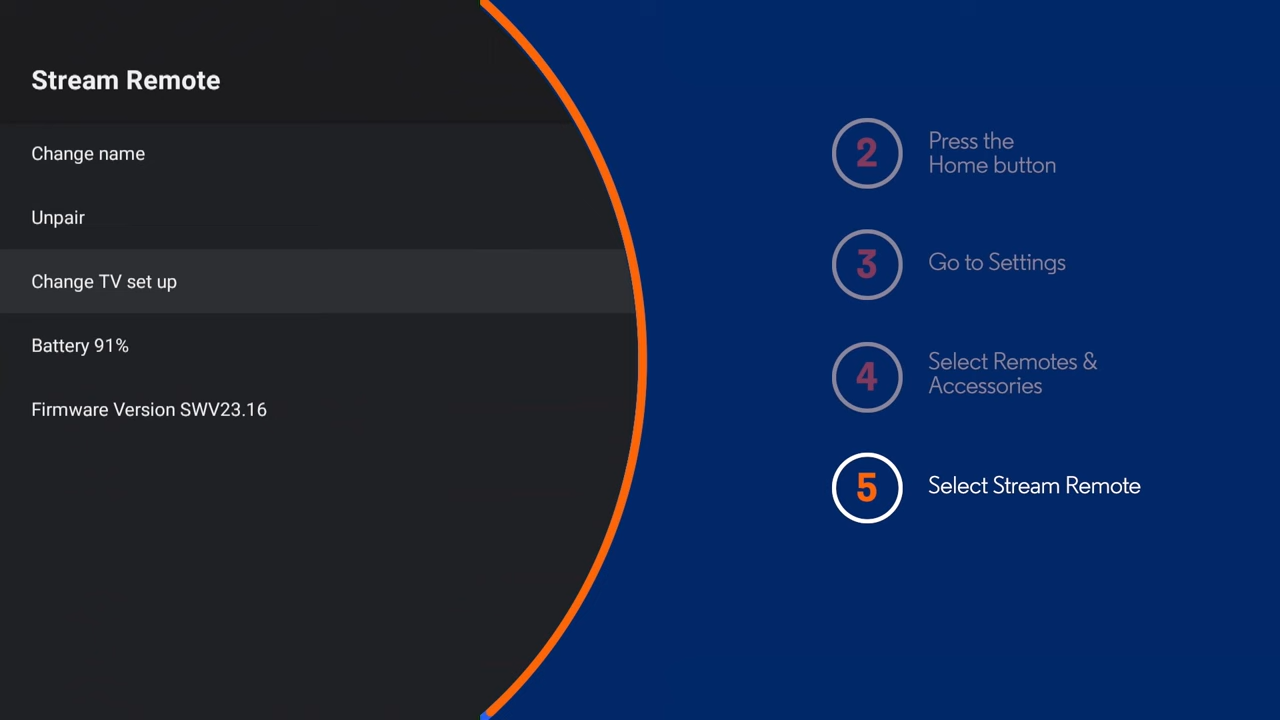 Stream Remote
Change name
Unpair
Change TV set up
Battery 91%
Firmware Version SWV23.16
2
Press the
Home button
3
Go to Settings
4
Select Remotes &
Accessories
5
Select Stream Remote